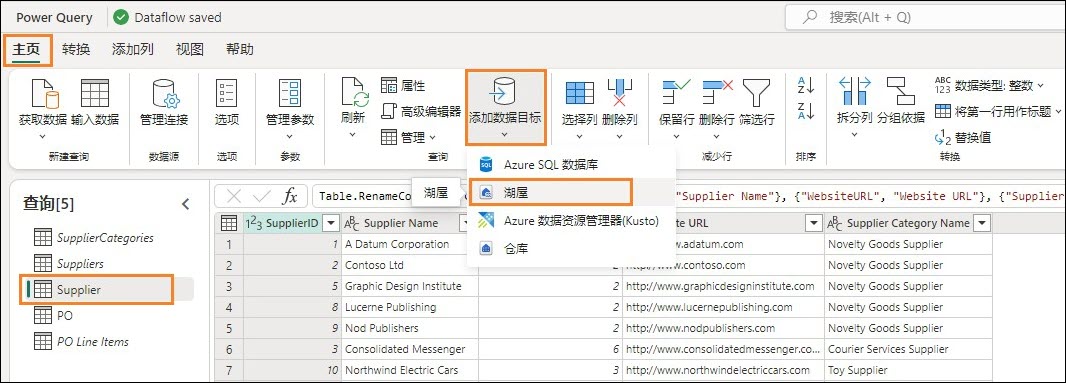 Power Query Dataflow saved 搜索(Alt + Q)
主页 转换 添加列 视图 帮助
获取数据 输入数据 管理连接 选项 管理参数 刷新 属性 高级编辑器 管理 添加数据目标 选择列 删除列 保留行 删除行 筛选行 拆分列 分组依据 数据类型: 整数 将第一行用作标题 替换值
新建查询 数据源 选项 参数 查询 减少行 排序 转换
Azure SQL 数据库
湖屋
湖屋
Azure 数据资源管理器(Kusto)
仓库
查询[5]
SupplierCategories
Suppliers
Supplier
PO
PO Line Items
fx Table.RenameCo "Supplier Name"}, {"WebsiteURL", "Website URL"}, {"Suppli
SupplierID Supplier Name URL Supplier Category Name
1 1 A Datum Corporation w.adatum.com Novelty Goods Supplier
2 2 Contoso Ltd 2 http://www.contoso.com Novelty Goods Supplier
3 5 Graphic Design Institute 2 http://www.graphicdesigninstitute.com Novelty Goods Supplier
4 8 Lucerne Publishing 2 http://www.lucernepublishing.com Novelty Goods Supplier
5 9 Nod Publishers 2 http://www.nodpublishers.com Novelty Goods Supplier
6 3 Consolidated Messenger 6 http://www.consolidatedmessenger.co... Courier Services Supplier
7 10 Northwind Electric Cars 3 http://www.northwindelectriccars.com Toy Supplier